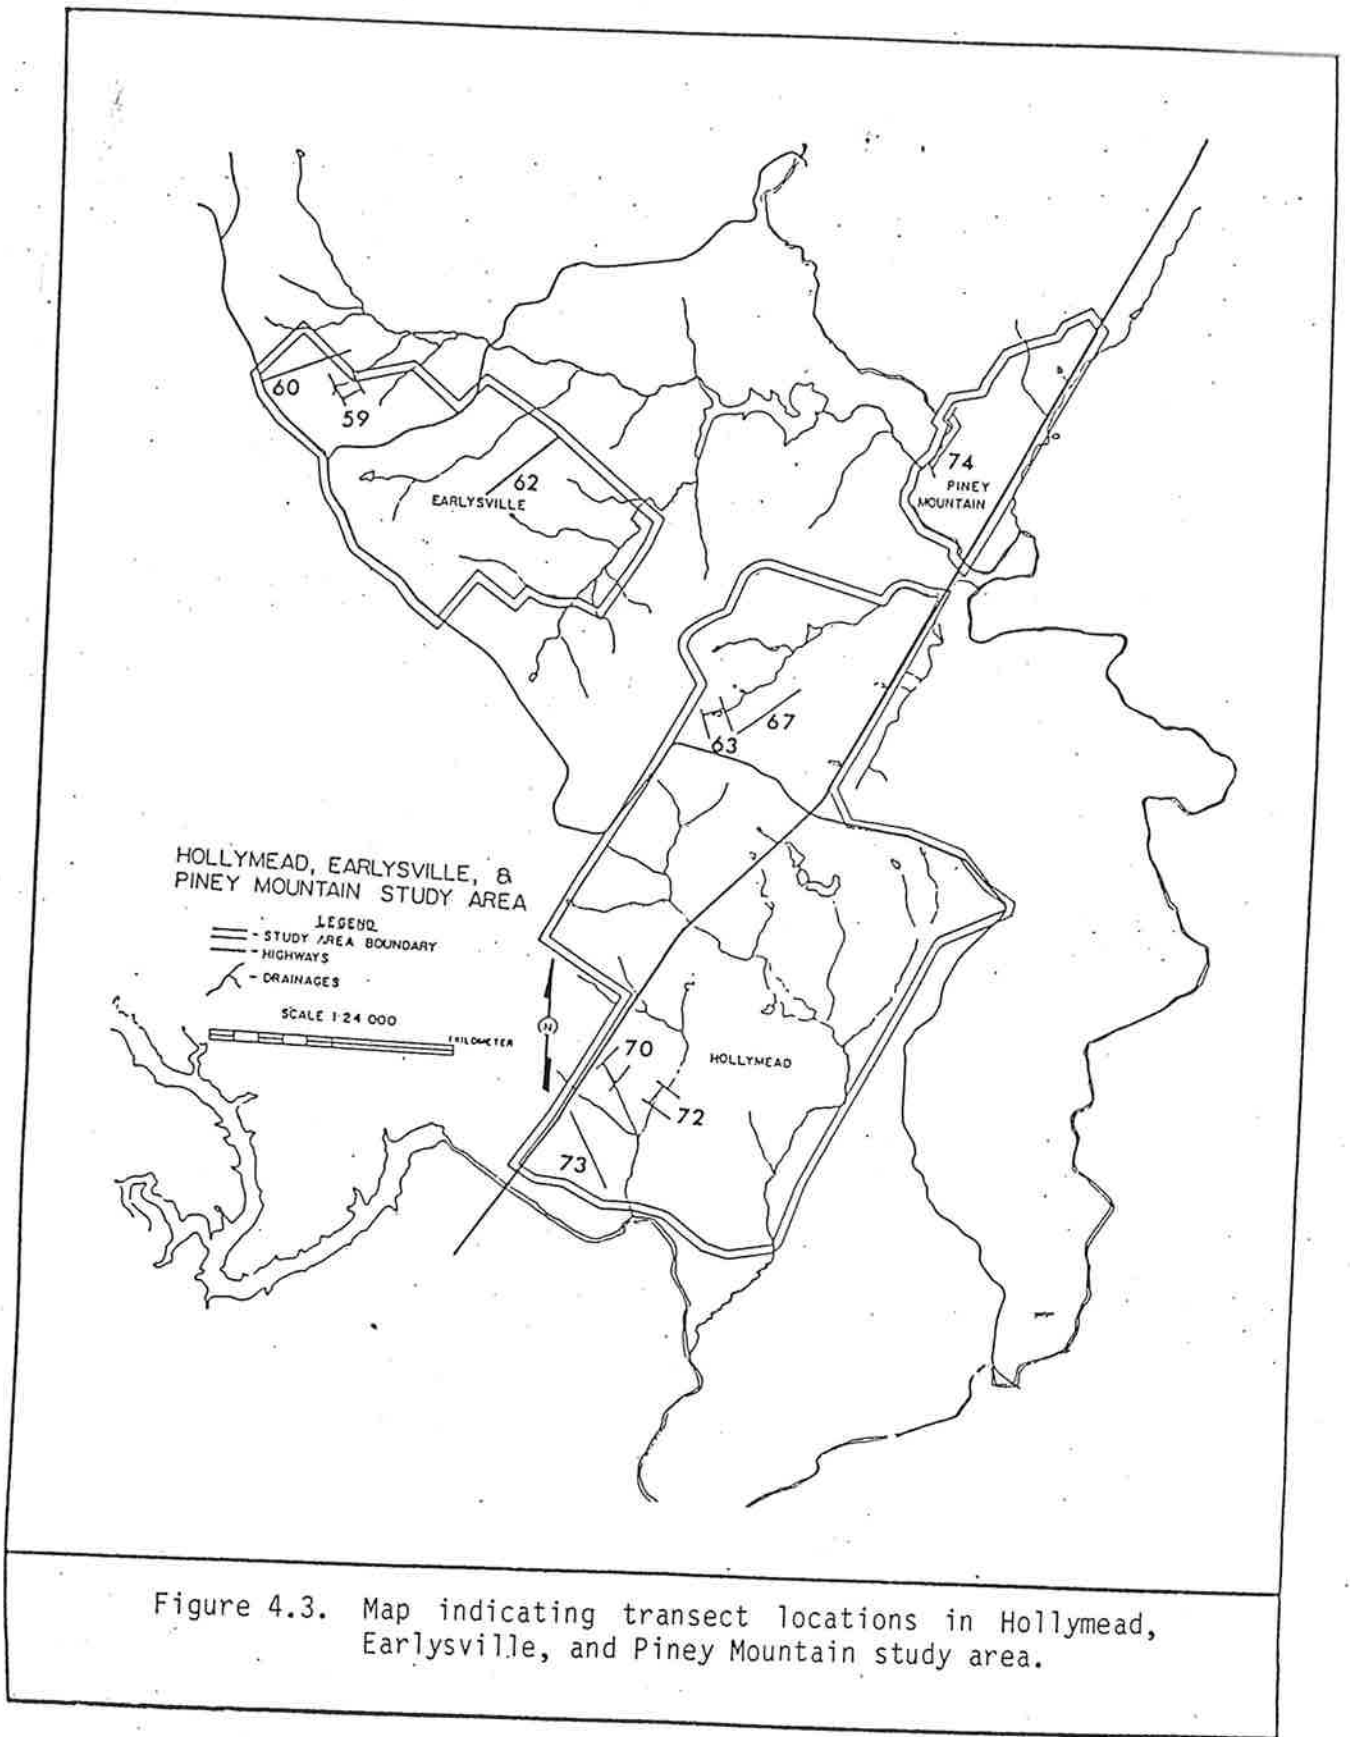 60
59
62
EARLYSVILLE
74
PINEY
MOUNTAIN
67
63
HOLLYMEAD, EARLYSVILLE, &
PINEY MOUNTAIN STUDY AREA
LEGEND
- STUDY AREA BOUNDARY
- HIGHWAYS
- DRAINAGES
SCALE 1:24 000
1 KILOMETER
N
70
HOLLYMEAD
72
73
Figure 4.3. Map indicating transect locations in Hollymead,
Earlysville, and Piney Mountain study area.